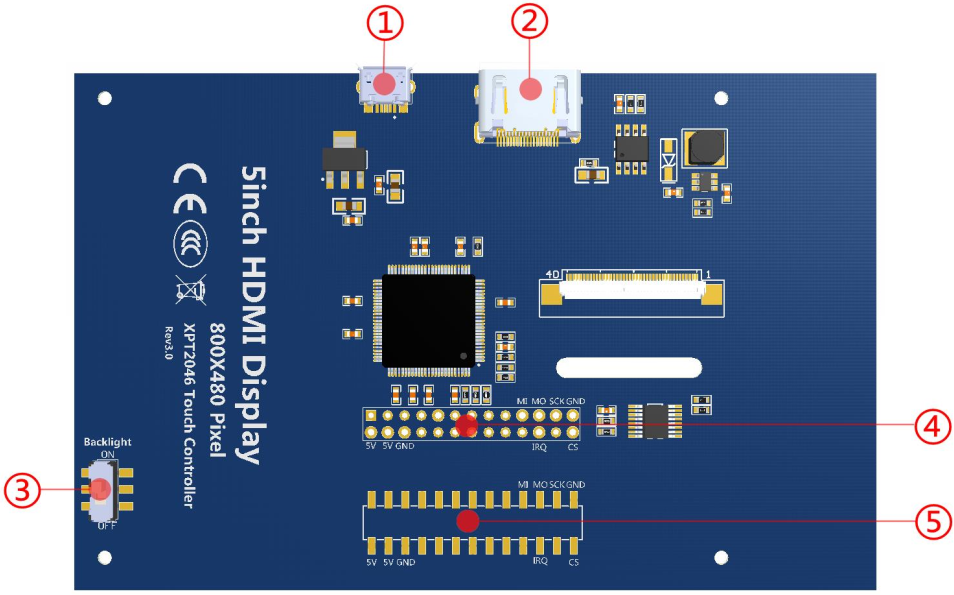 ①
②
5inch HDMI Display
800X480 Pixel
XPT2046 Touch Controller
Rev3.0
CE
CCC
40
1
MI MO SCK GND
5V 5V GND
IRQ
CS
④
Backlight
ON
OFF
③
MI MO SCK GND
⑤
5V 5V GND
IRQ
CS